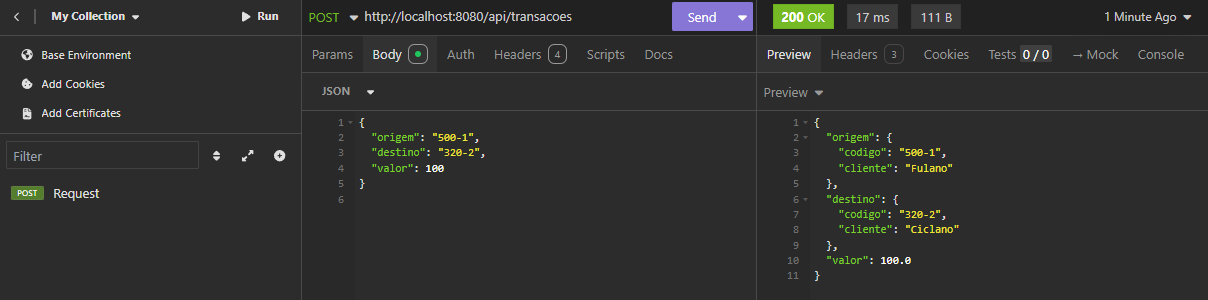 My Collection
Run
Base Environment
Add Cookies
Add Certificates
Filter
POST Request
POST http://localhost:8080/api/transacoes Send
Params Body Auth Headers 4 Scripts Docs
JSON
1 {
2 "origem": "500-1",
3 "destino": "320-2",
4 "valor": 100
5 }
6
200 OK 17 ms 111 B 1 Minute Ago
Preview Headers 3 Cookies Tests 0 / 0 → Mock Console
Preview
1 {
2 "origem": {
3 "codigo": "500-1",
4 "cliente": "Fulano"
5 },
6 "destino": {
7 "codigo": "320-2",
8 "cliente": "Ciclano"
9 },
10 "valor": 100.0
11 }